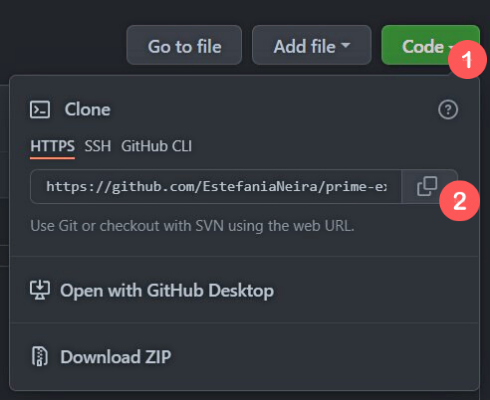 Go to file Add file Code
1
Clone
HTTPS SSH GitHub CLI
https://github.com/EstefaniaNeira/prime-ex
2
Use Git or checkout with SVN using the web URL.
Open with GitHub Desktop
Download ZIP